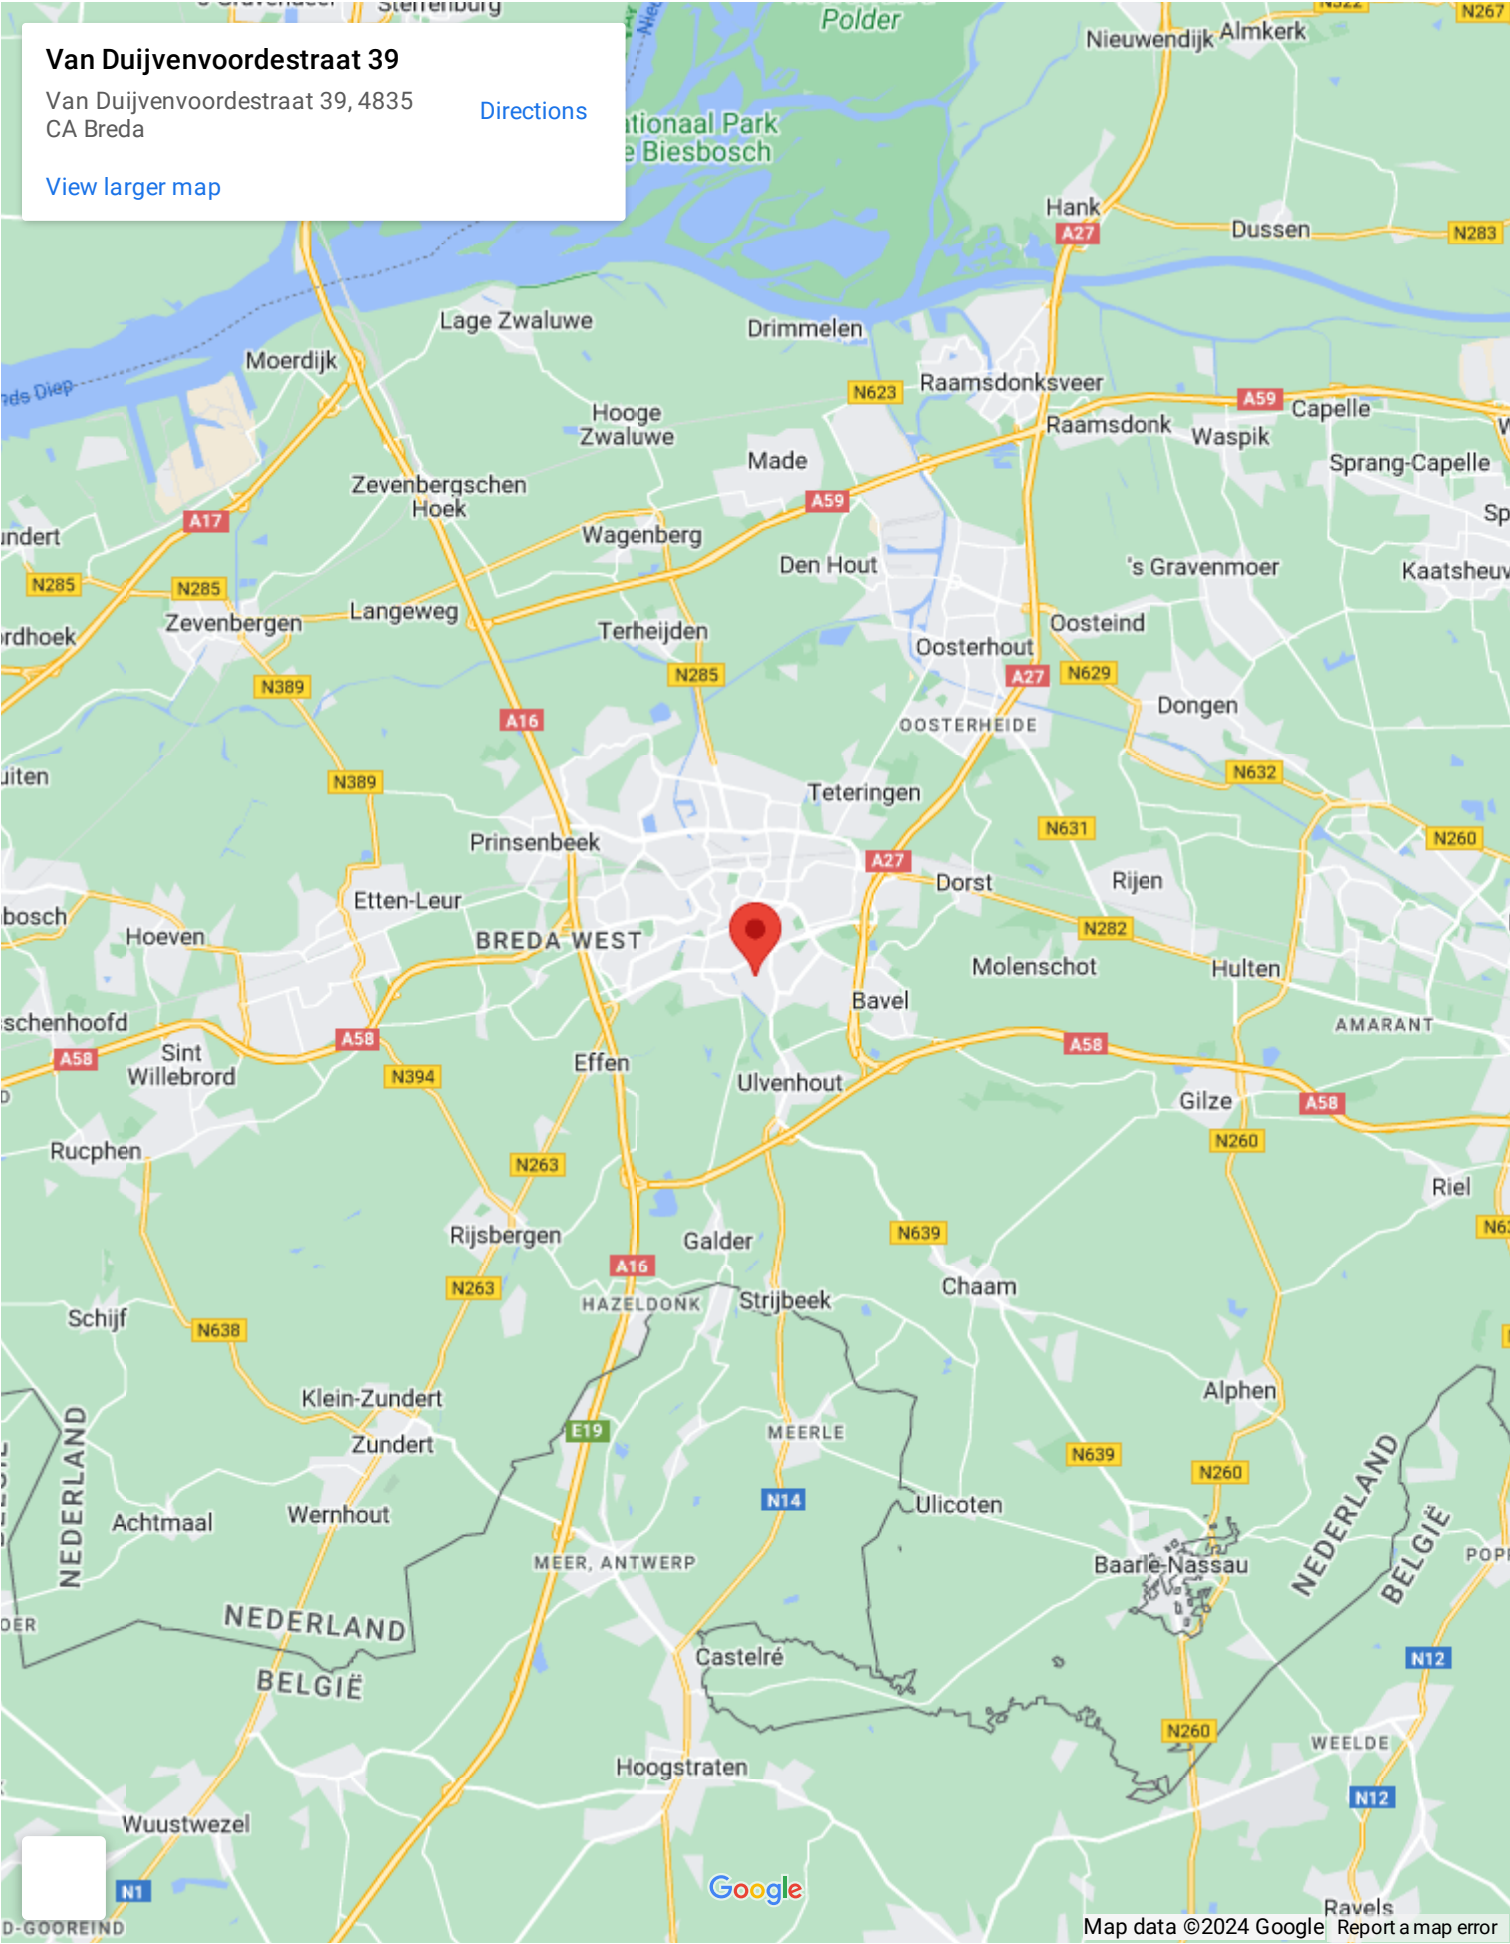 Van Duijvenvoordestraat 39
Van Duijvenvoordestraat 39, 4835
CA Breda
Directions
View larger map
Sterrenburg
Polder
N322
N267
Nieuwendijk
Almkerk
Park
Biesbosch
Hank
A27
Dussen
N283
Lage Zwaluwe
Drimmelen
Moerdijk
Diep
N623
Raamsdonksveer
A59
Capelle
Hooge
Zwaluwe
Raamsdonk
Waspik
Made
Sprang-Capelle
Zevenbergschen
Hoek
A59
A17
Wagenberg
Den Hout
's Gravenmoer
N285
N285
Zevenbergen
Langeweg
Terheijden
Oosteind
Oosterhout
N389
N285
A27
N629
A16
OOSTERHEIDE
Dongen
N389
Teteringen
N632
Prinsenbeek
N631
N260
A27
Etten-Leur
Dorst
Rijen
Hoeven
BREDA WEST
N282
Molenschot
Hulten
Bavel
AMARANT
A58
A58
A58
Sint
Willebrord
N394
Effen
Ulvenhout
Gilze
A58
Rucphen
N263
N260
Riel
Rijsbergen
Galder
N639
A16
N263
HAZELDONK
Strijbeek
Chaam
Schijf
N638
Klein-Zundert
Alphen
E19
MEERLE
Zundert
N639
N260
NEDERLAND
N14
Ulicoten
Wernhout
Achtmaal
MEER, ANTWERP
Baarle-Nassau
NEDERLAND
BELGIË
NEDERLAND
BELGIË
Castelré
N12
N260
WEELDE
Hoogstraten
N12
Wuustwezel
N1
Google
Ravels
Map data ©2024 Google
Report a map error